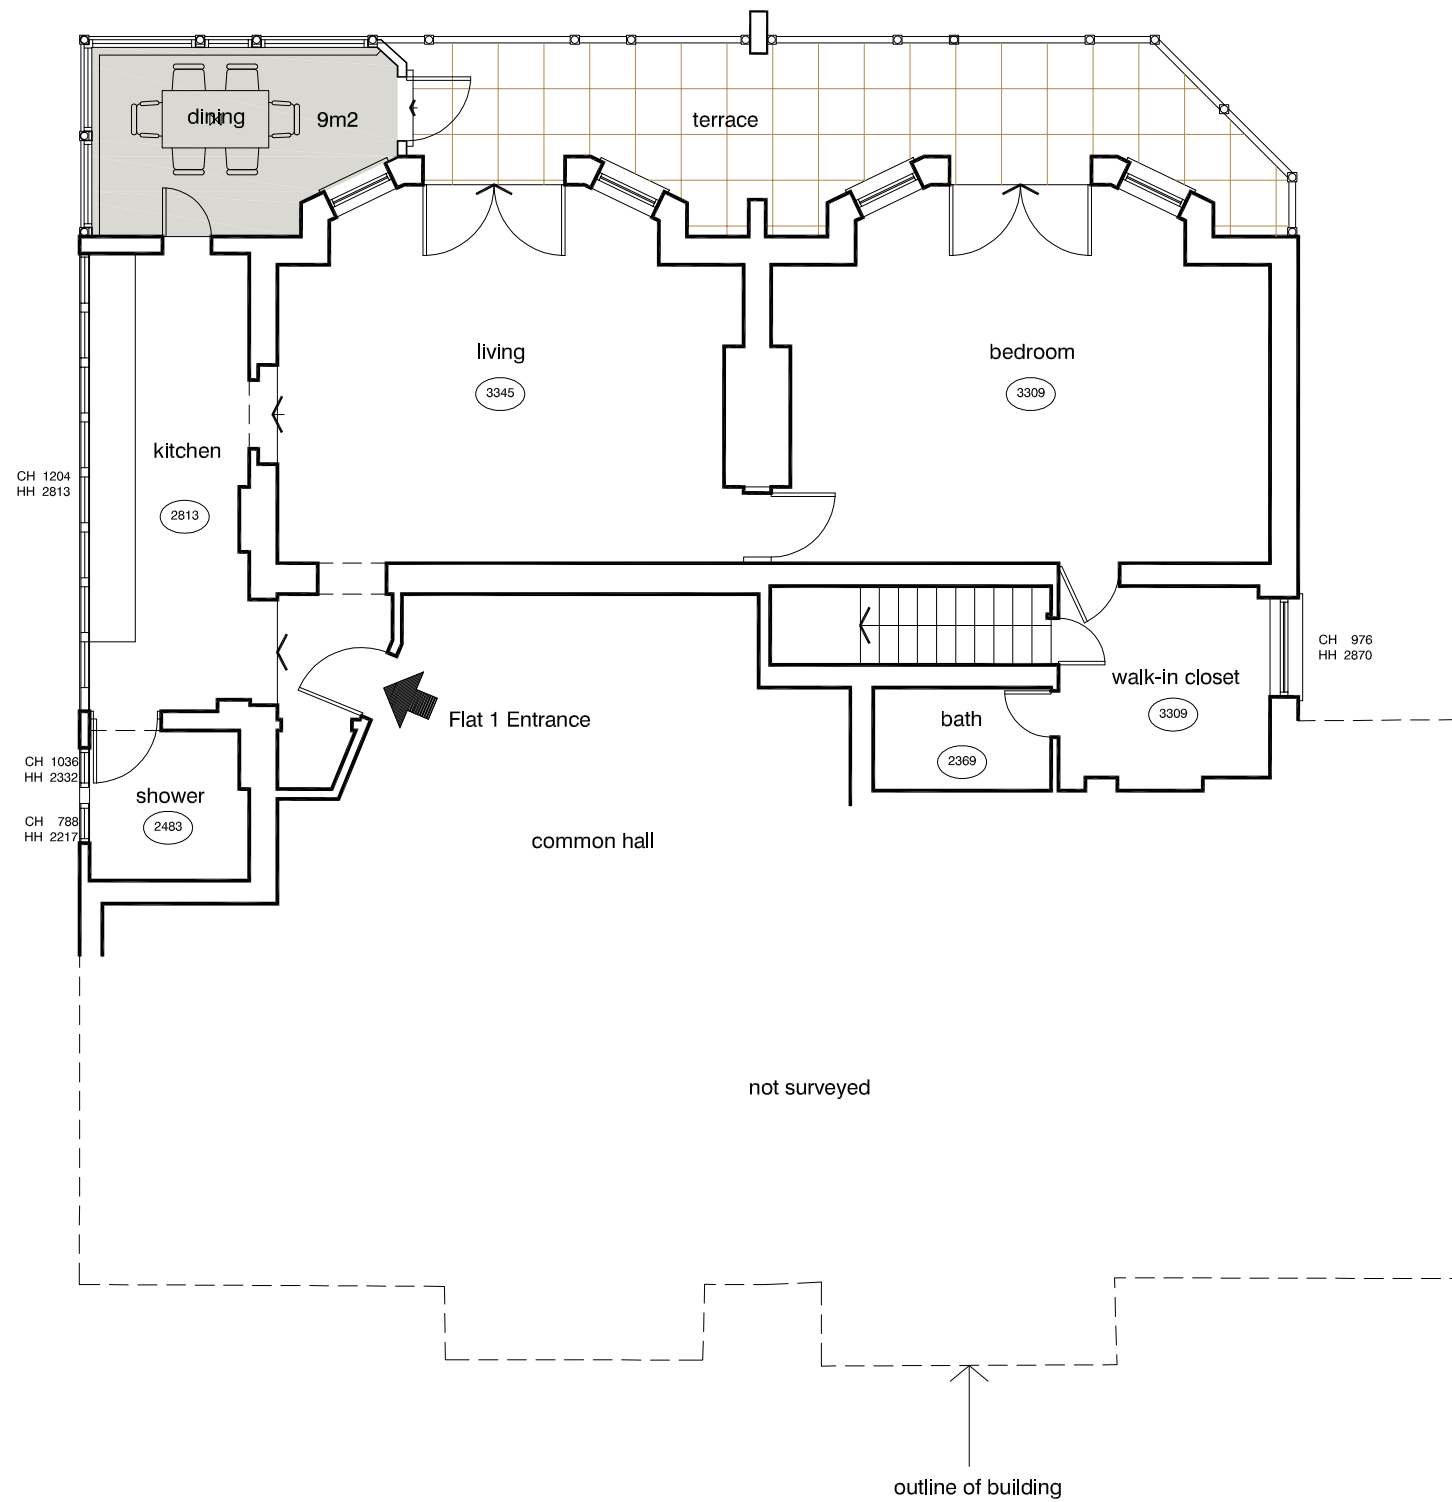 dining
9m2
terrace
living
3345
bedroom
3309
kitchen
2813
CH 1204
HH 2813
CH 976
HH 2870
walk-in closet
3309
Flat 1 Entrance
bath
2369
CH 1036
HH 2332
shower
2483
CH 788
HH 2217
common hall
not surveyed
outline of building